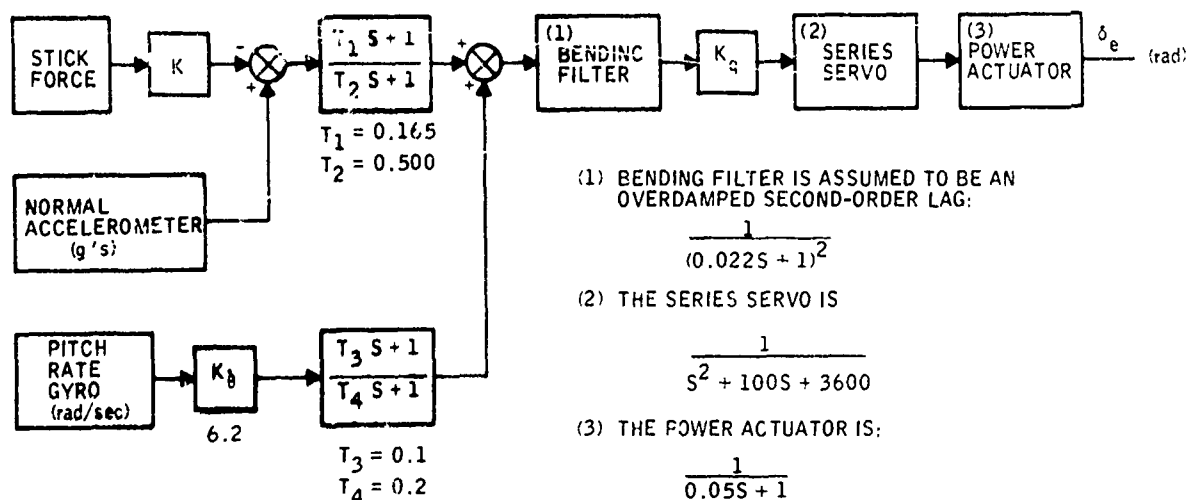 STICK FORCE
K
-
+
T1 S + 1
T2 S + 1
T1 = 0.165
T2 = 0.500
+
+
(1) BENDING FILTER
Kq
(2) SERIES SERVO
(3) POWER ACTUATOR
δe
(rad)
NORMAL ACCELEROMETER (g's)
PITCH RATE GYRO (rad/sec)
6.2
T3 S + 1
T4 S + 1
T3 = 0.1
T4 = 0.2
(1) BENDING FILTER IS ASSUMED TO BE AN
OVERDAMPED SECOND-ORDER LAG:
1
(0.022S + 1)²
(2) THE SERIES SERVO IS
1
S² + 100S + 3600
(3) THE POWER ACTUATOR IS:
1
0.05S + 1